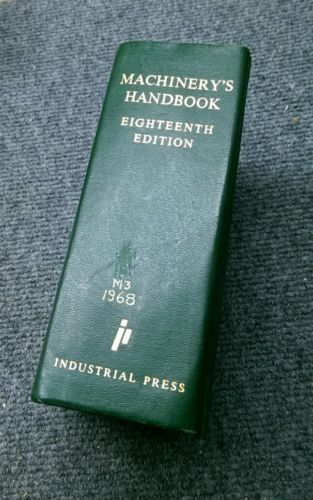 MACHINERY'S
HANDBOOK
EIGHTEENTH
EDITION
M3
1968
INDUSTRIAL PRESS